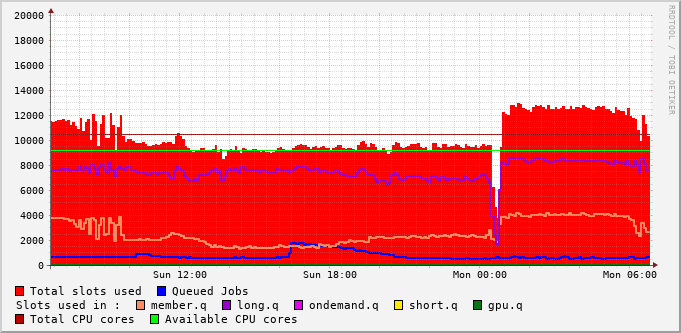 20000
18000
16000
14000
12000
10000
8000
6000
4000
2000
0
Sun 12:00 Sun 18:00 Mon 00:00 Mon 06:00
RRDTOOL / TOBI OETIKER
Total slots used Queued Jobs
Slots used in : member.q long.q ondemand.q short.q gpu.q
Total CPU cores Available CPU cores